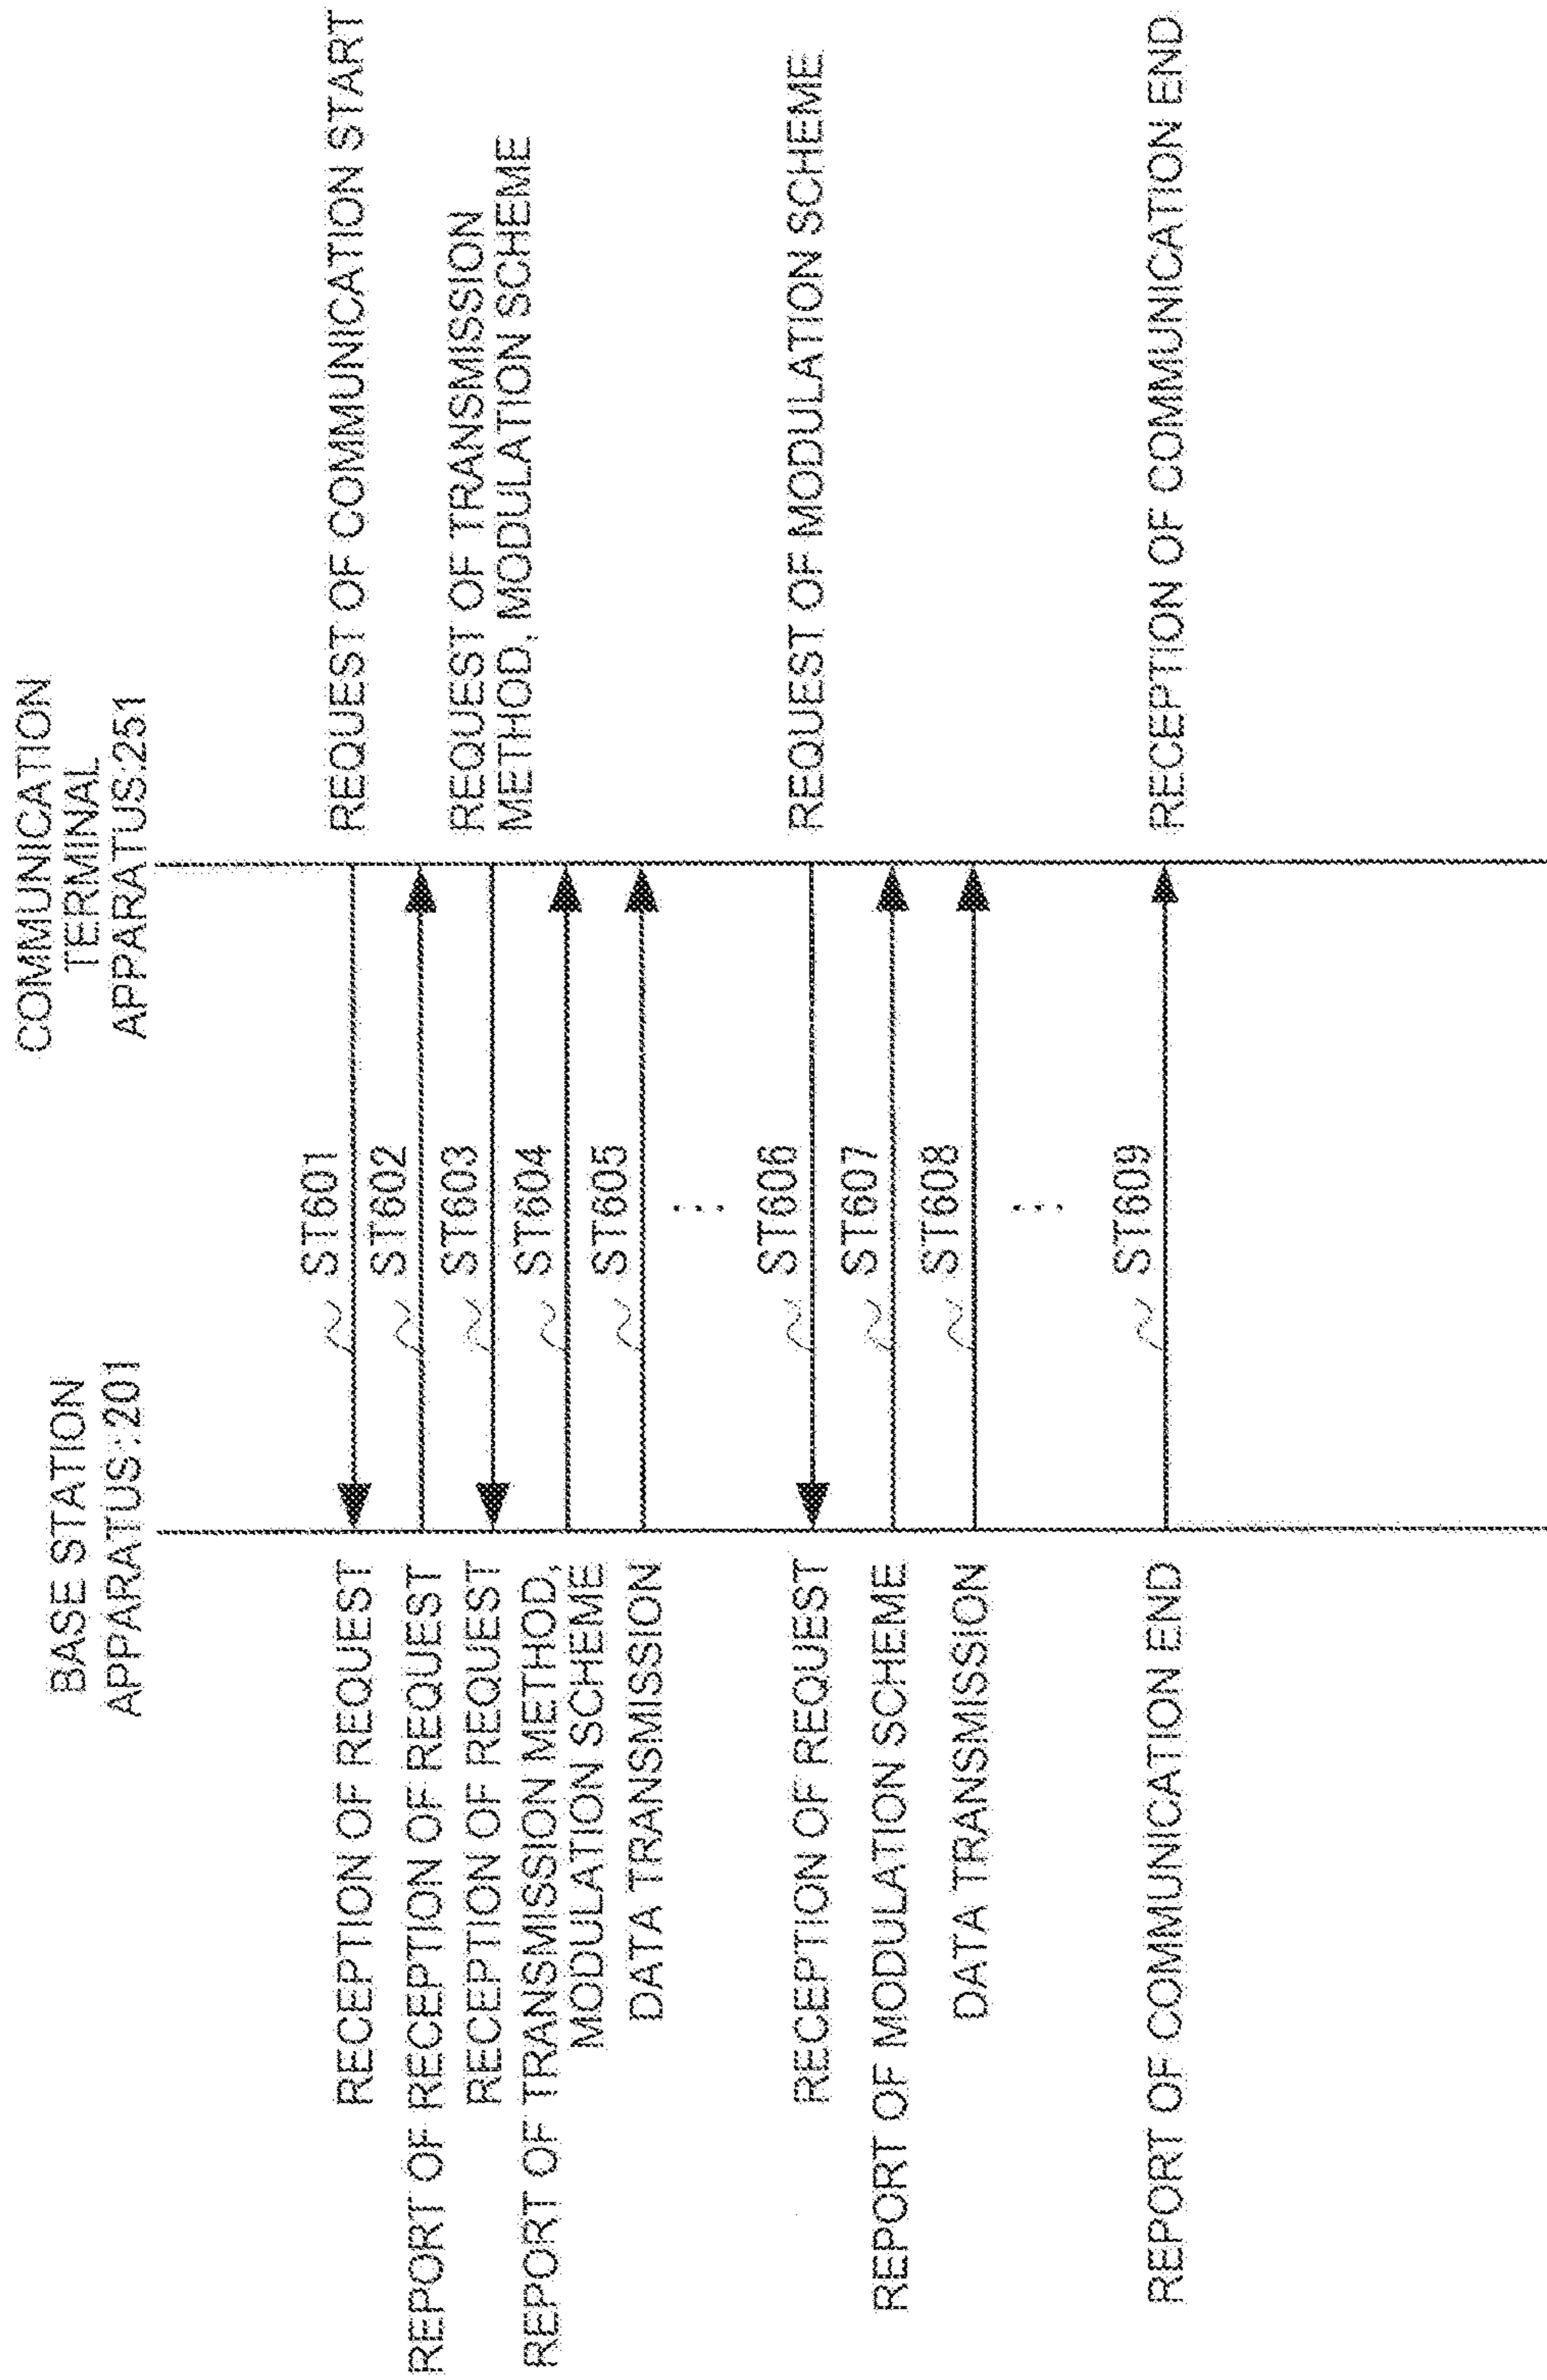 BASE STATION
APPARATUS:201
COMMUNICATION
TERMINAL
APPARATUS:251
RECEPTION OF REQUEST
ST601
REQUEST OF COMMUNICATION START
REPORT OF RECEPTION OF REQUEST
ST602
RECEPTION OF REQUEST
ST603
REQUEST OF TRANSMISSION
METHOD, MODULATION SCHEME
REPORT OF TRANSMISSION METHOD,
MODULATION SCHEME
ST604
DATA TRANSMISSION
ST605
...
RECEPTION OF REQUEST
ST606
REQUEST OF MODULATION SCHEME
REPORT OF MODULATION SCHEME
ST607
DATA TRANSMISSION
ST608
...
REPORT OF COMMUNICATION END
ST609
RECEPTION OF COMMUNICATION END